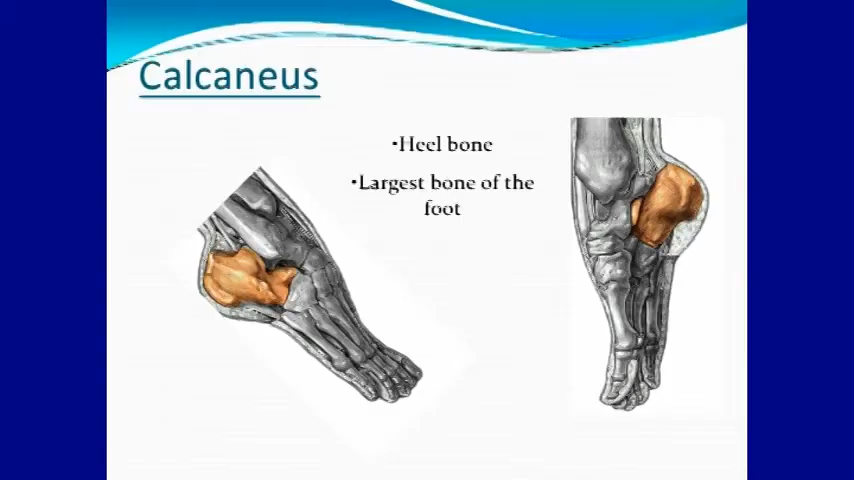 Calcaneus
•Heel bone
•Largest bone of the
foot